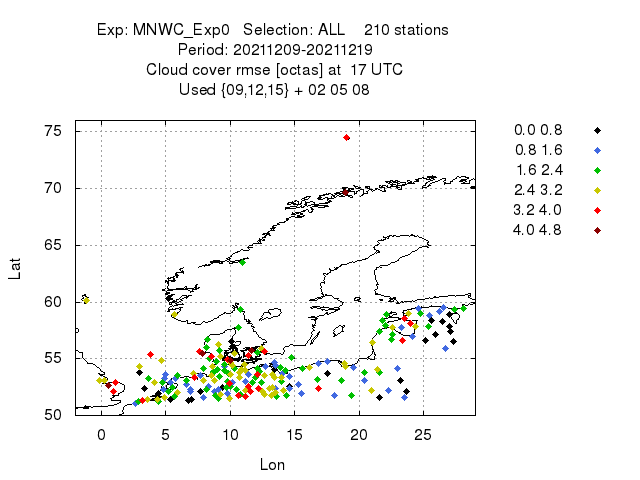 Exp: MNWC_Exp0 Selection: ALL 210 stations
Period: 20211209-20211219
Cloud cover rmse [octas] at 17 UTC
Used {09,12,15} + 02 05 08
75
70
65
60
55
50
Lat
0 5 10 15 20 25
Lon
0.0 0.8
0.8 1.6
1.6 2.4
2.4 3.2
3.2 4.0
4.0 4.8